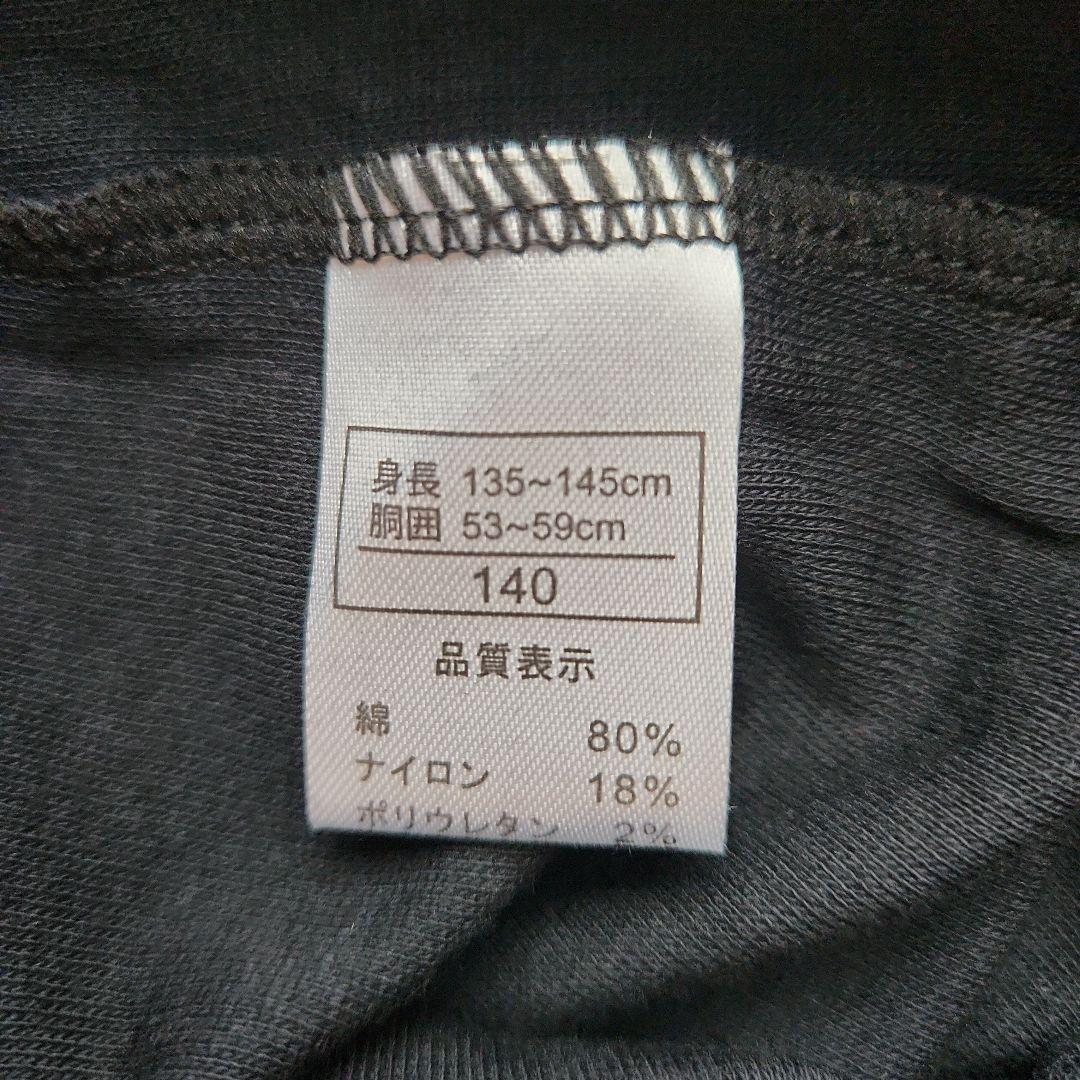 身長 135~145cm
胴囲 53~59cm
140
品質表示
綿 80%
ナイロン 18%
ポリウレタン 2%